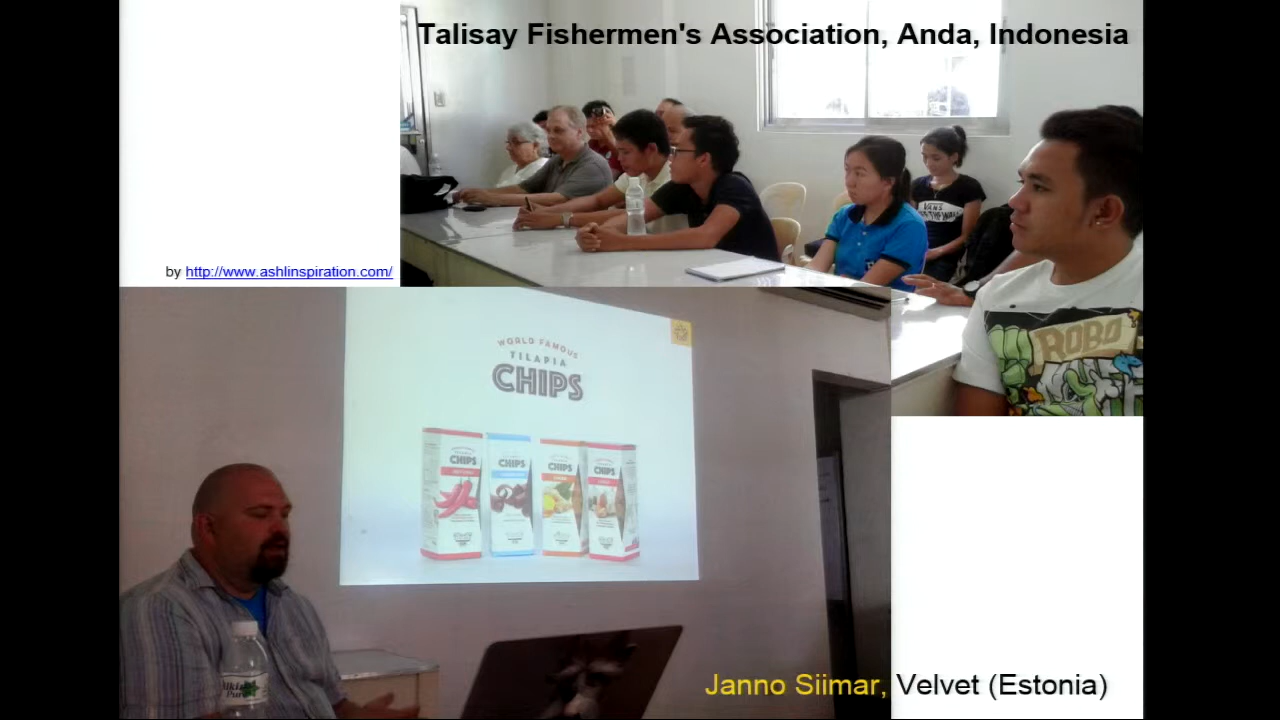 Talisay Fishermen's Association, Anda, Indonesia
VANS
ROBO
by http://www.ashlinspiration.com/
WORLD FAMOUS
TILAPIA
CHIPS
CHIPS
CHIPS
CHIPS
CHIPS
Pure
Janno Siimar, Velvet (Estonia)